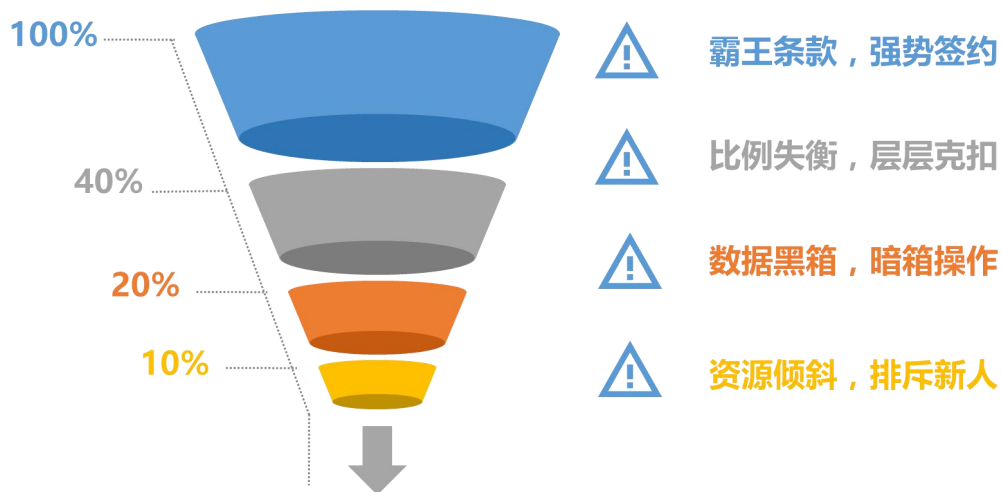 100%
霸王条款，强势签约
40%
比例失衡，层层克扣
20%
数据黑箱，暗箱操作
10%
资源倾斜，排斥新人